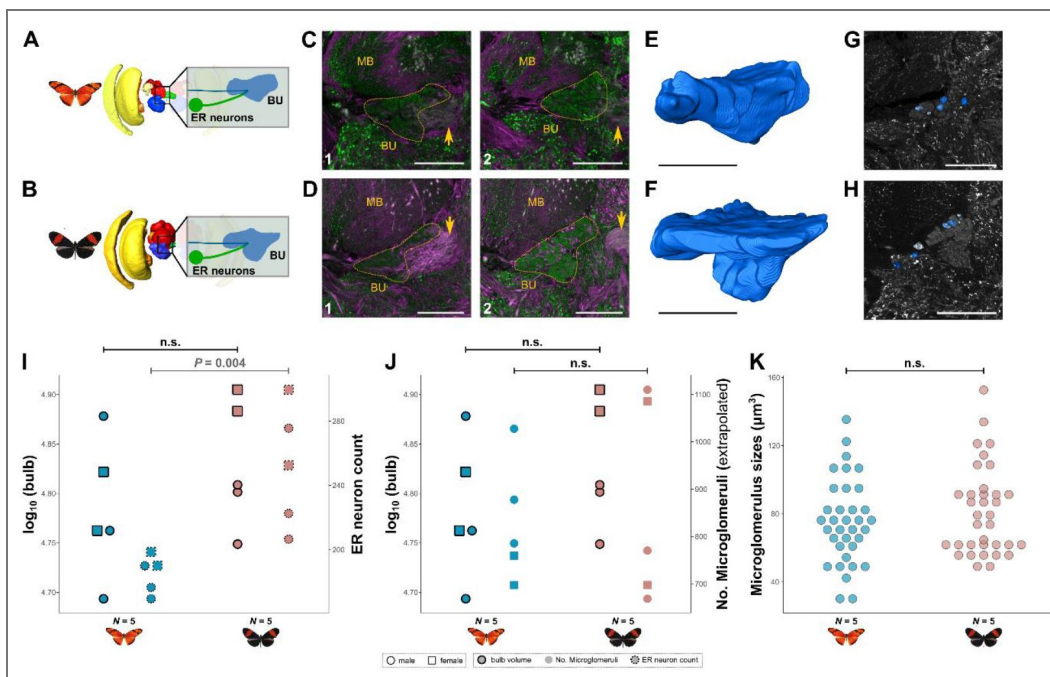 A
ER neurons
BU
B
ER neurons
BU
C
MB
BU
1
MB
BU
2
D
MB
BU
1
MB
BU
2
E
F
G
H
I
n.s.
P = 0.004
log10 (bulb)
4.90
4.85
4.80
4.75
4.70
280
240
200
ER neuron count
N = 5
N = 5
J
n.s.
n.s.
log10 (bulb)
4.90
4.85
4.80
4.75
4.70
1100
1000
900
800
700
No. Microglomeruli (extrapolated)
N = 5
N = 5
K
n.s.
Microglomerulus sizes (µm³)
160
120
80
40
N = 5
N = 5
male
female
bulb volume
No. Microglomeruli
ER neuron count